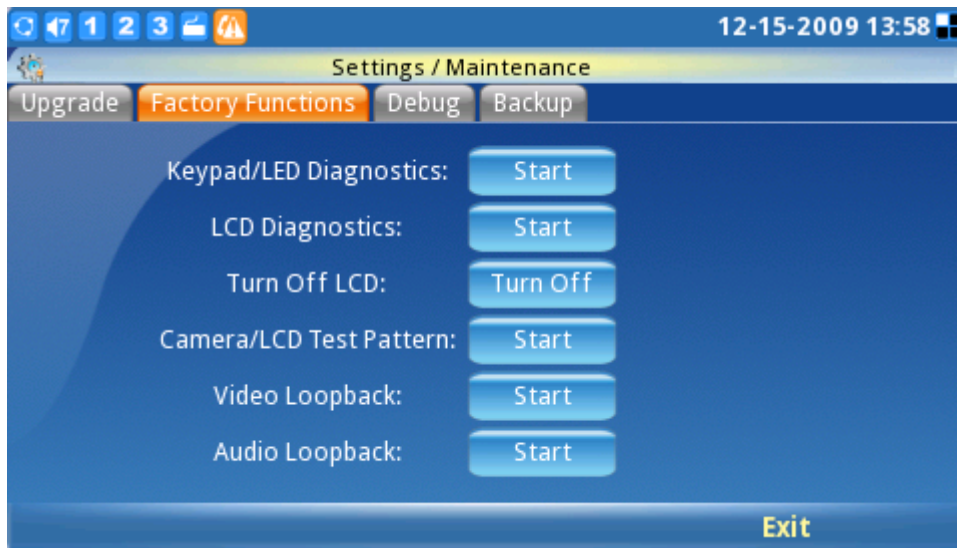 7 1 2 3 12-15-2009 13:58
Settings / Maintenance
Upgrade Factory Functions Debug Backup
Keypad/LED Diagnostics: Start
LCD Diagnostics: Start
Turn Off LCD: Turn Off
Camera/LCD Test Pattern: Start
Video Loopback: Start
Audio Loopback: Start
Exit